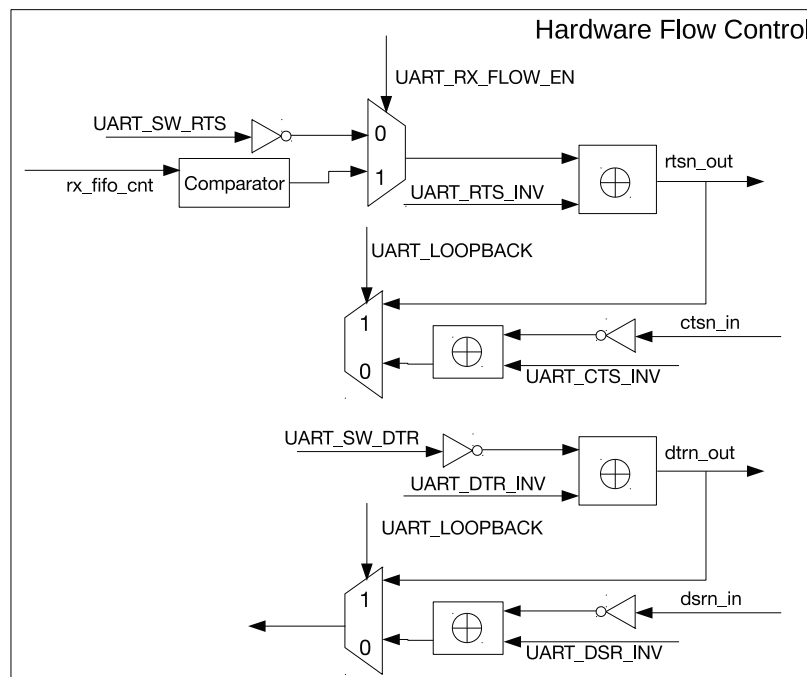 Hardware Flow Control
UART_RX_FLOW_EN
UART_SW_RTS
0
rtsn_out
rx_fifo_cnt
Comparator
1
UART_RTS_INV
UART_LOOPBACK
1
ctsn_in
0
UART_CTS_INV
UART_SW_DTR
dtrn_out
UART_DTR_INV
UART_LOOPBACK
1
dsrn_in
0
UART_DSR_INV